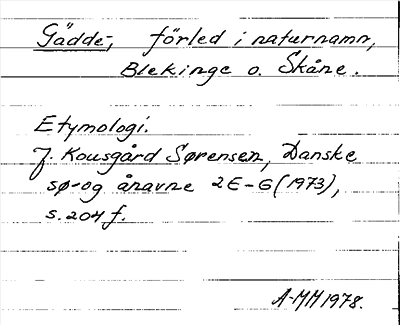 Gädde-, förled i naturnamn,
Blekinge o. Skåne.
Etymologi.
J. Kousgård Sørensen, Danske
sø- og ånavne 2 E-G (1973),
s. 204 f.
A-MH 1978.